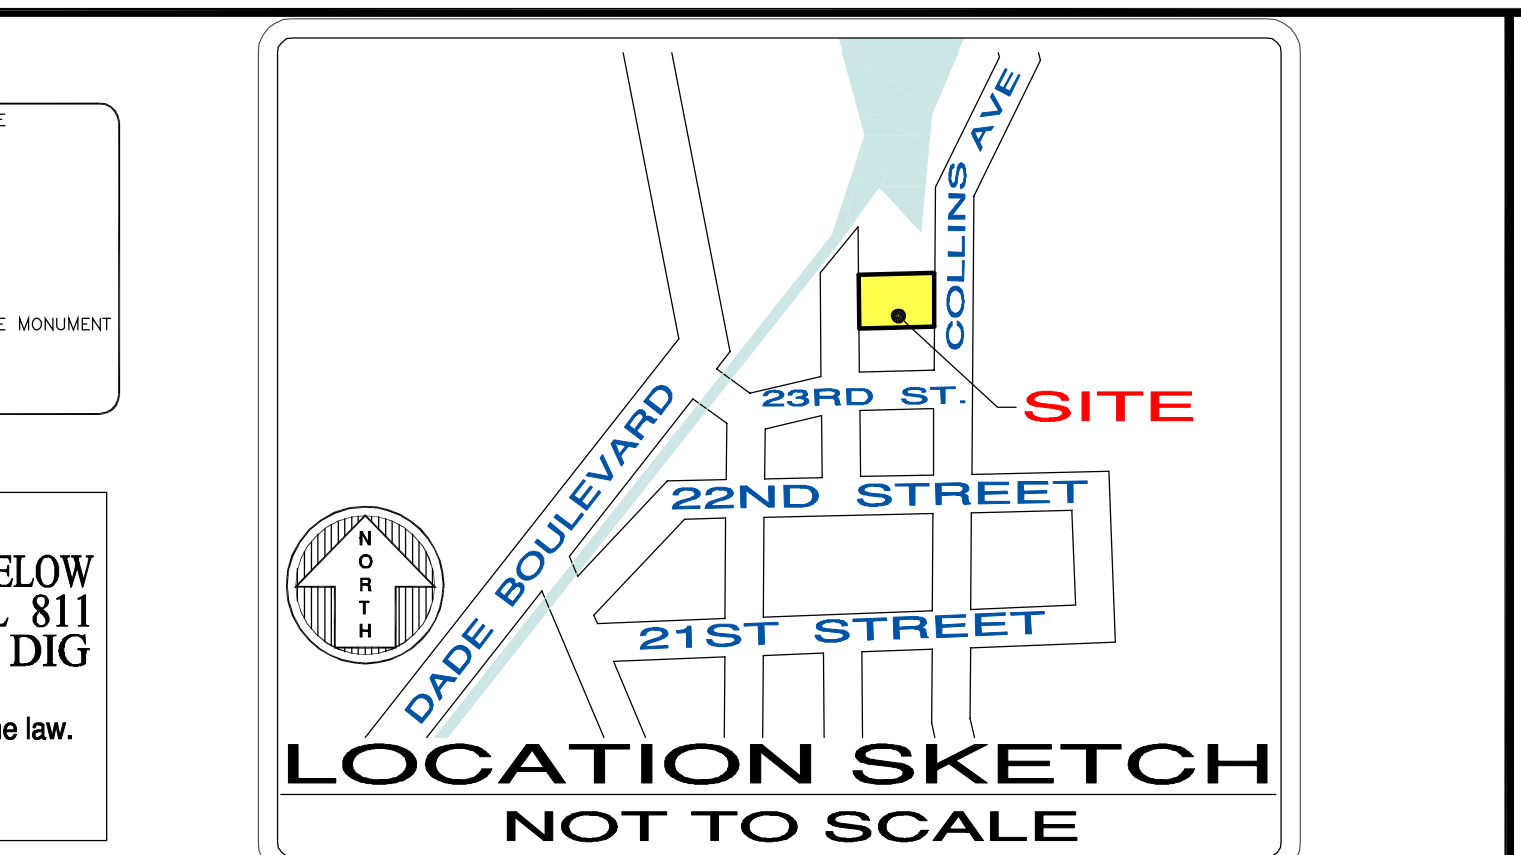 E
E MONUMENT
ELOW
811
DIG
e law.
COLLINS AVE
23RD ST.
SITE
DADE BOULEVARD
22ND STREET
21ST STREET
NORTH
LOCATION SKETCH
NOT TO SCALE